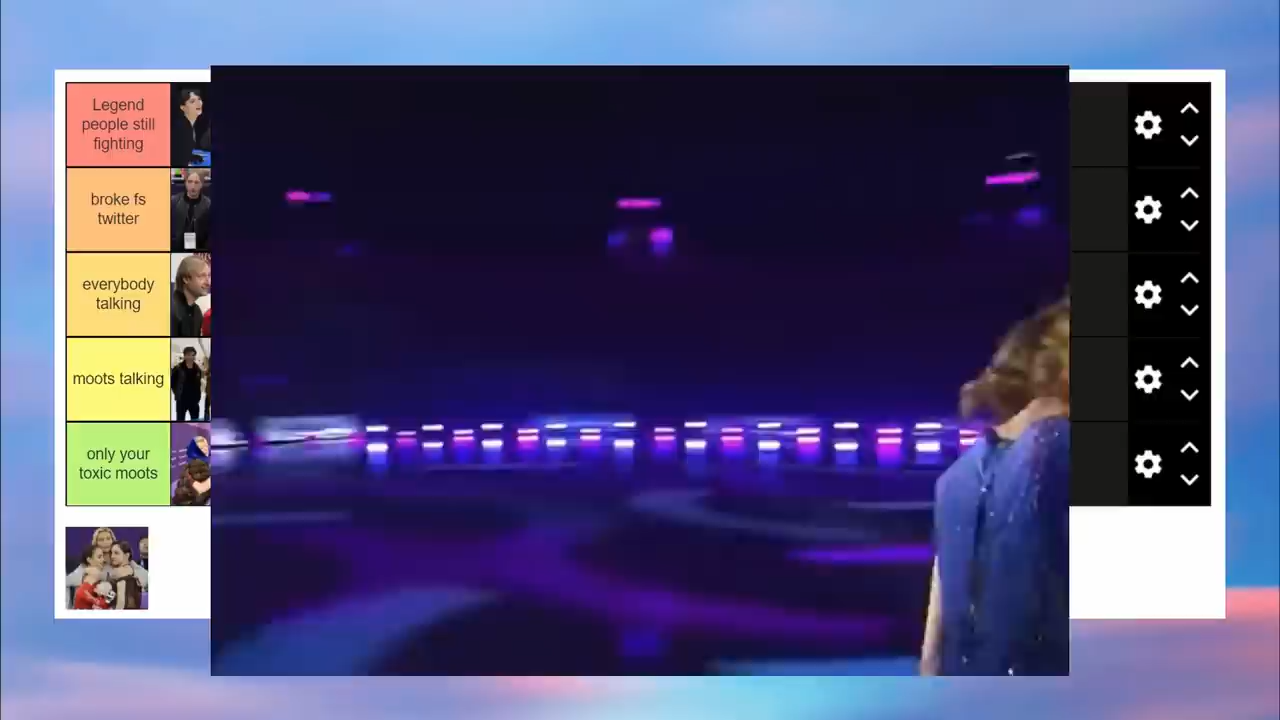 Legend
people still
fighting
broke fs
twitter
everybody
talking
moots talking
only your
toxic moots